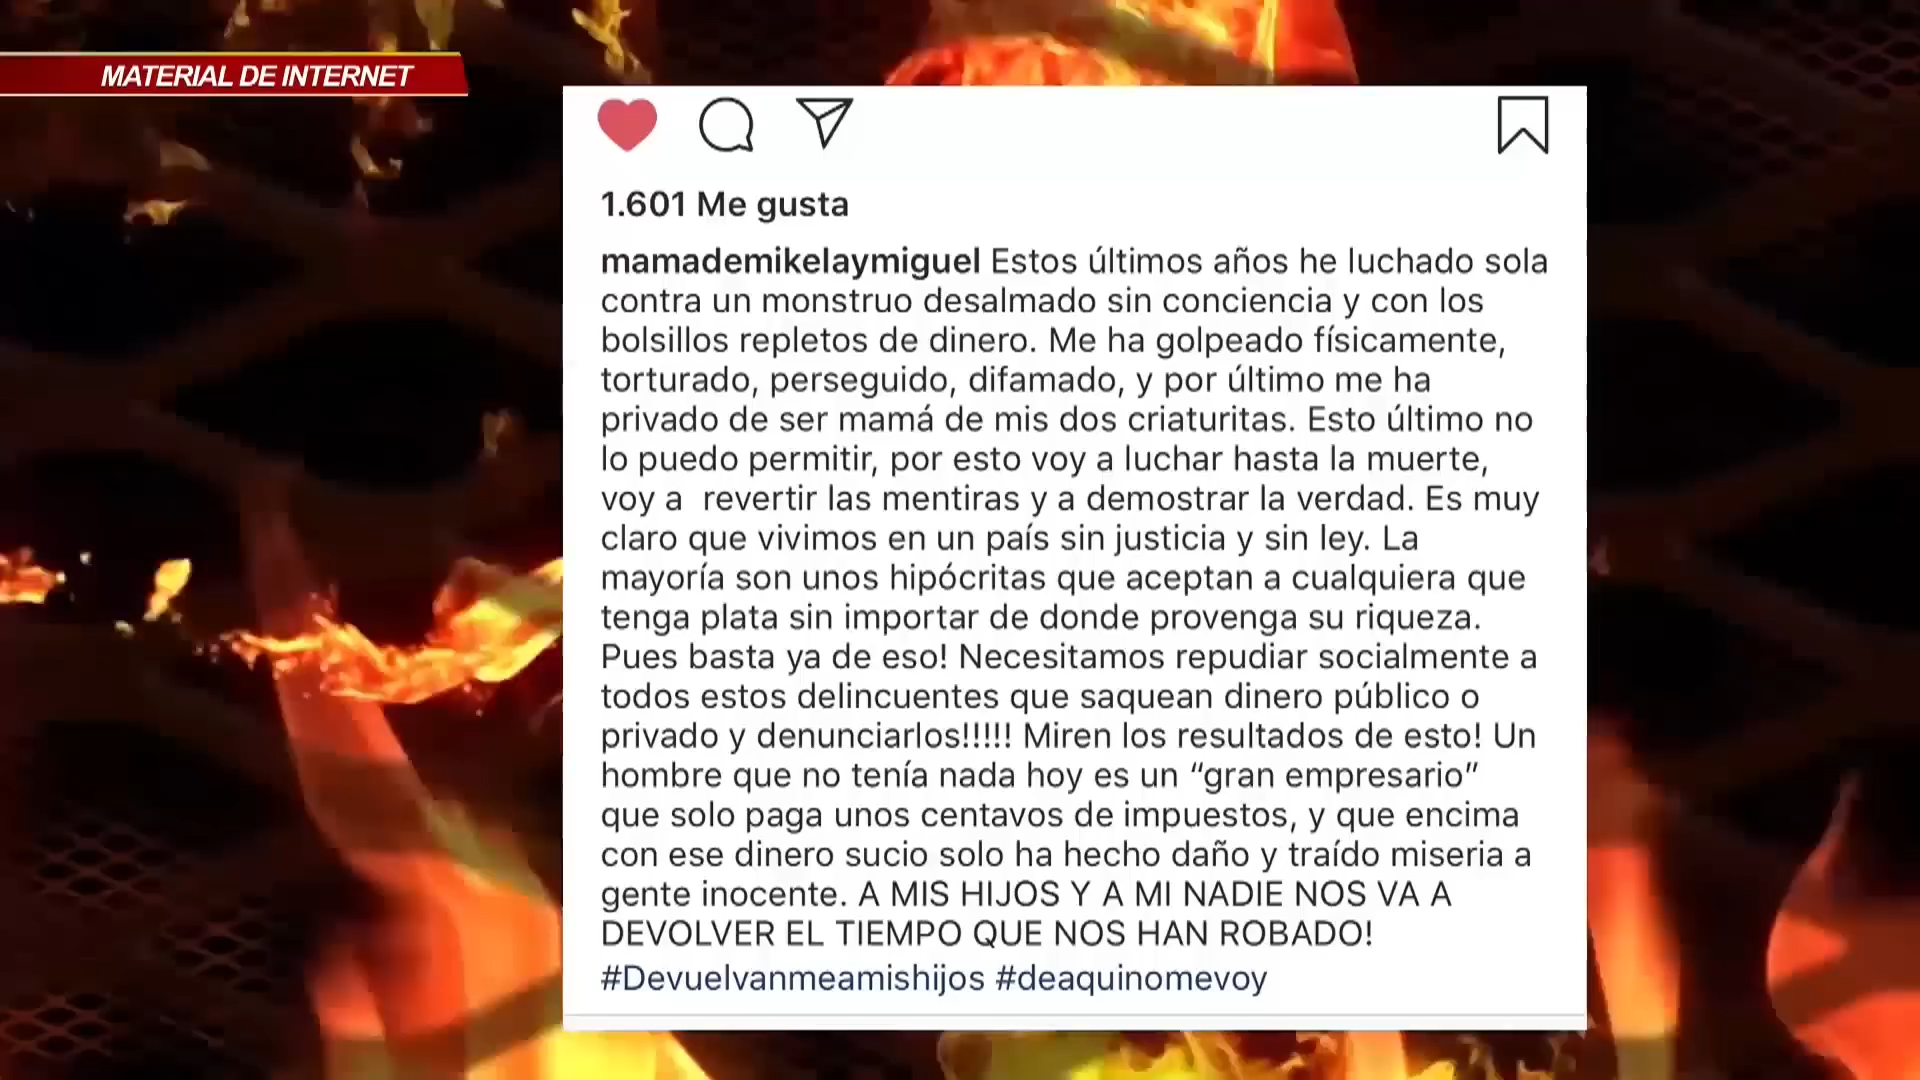 MATERIAL DE INTERNET
1.601 Me gusta
mamademikelaymiguel Estos últimos años he luchado sola
contra un monstruo desalmado sin conciencia y con los
bolsillos repletos de dinero. Me ha golpeado físicamente,
torturado, perseguido, difamado, y por último me ha
privado de ser mamá de mis dos criaturitas. Esto último no
lo puedo permitir, por esto voy a luchar hasta la muerte,
voy a  revertir las mentiras y a demostrar la verdad. Es muy
claro que vivimos en un país sin justicia y sin ley. La
mayoría son unos hipócritas que aceptan a cualquiera que
tenga plata sin importar de donde provenga su riqueza.
Pues basta ya de eso! Necesitamos repudiar socialmente a
todos estos delincuentes que saquean dinero público o
privado y denunciarlos!!!!! Miren los resultados de esto! Un
hombre que no tenía nada hoy es un “gran empresario”
que solo paga unos centavos de impuestos, y que encima
con ese dinero sucio solo ha hecho daño y traído miseria a
gente inocente. A MIS HIJOS Y A MI NADIE NOS VA A
DEVOLVER EL TIEMPO QUE NOS HAN ROBADO!
#Devuelvanmeamishijos #deaquinomevoy